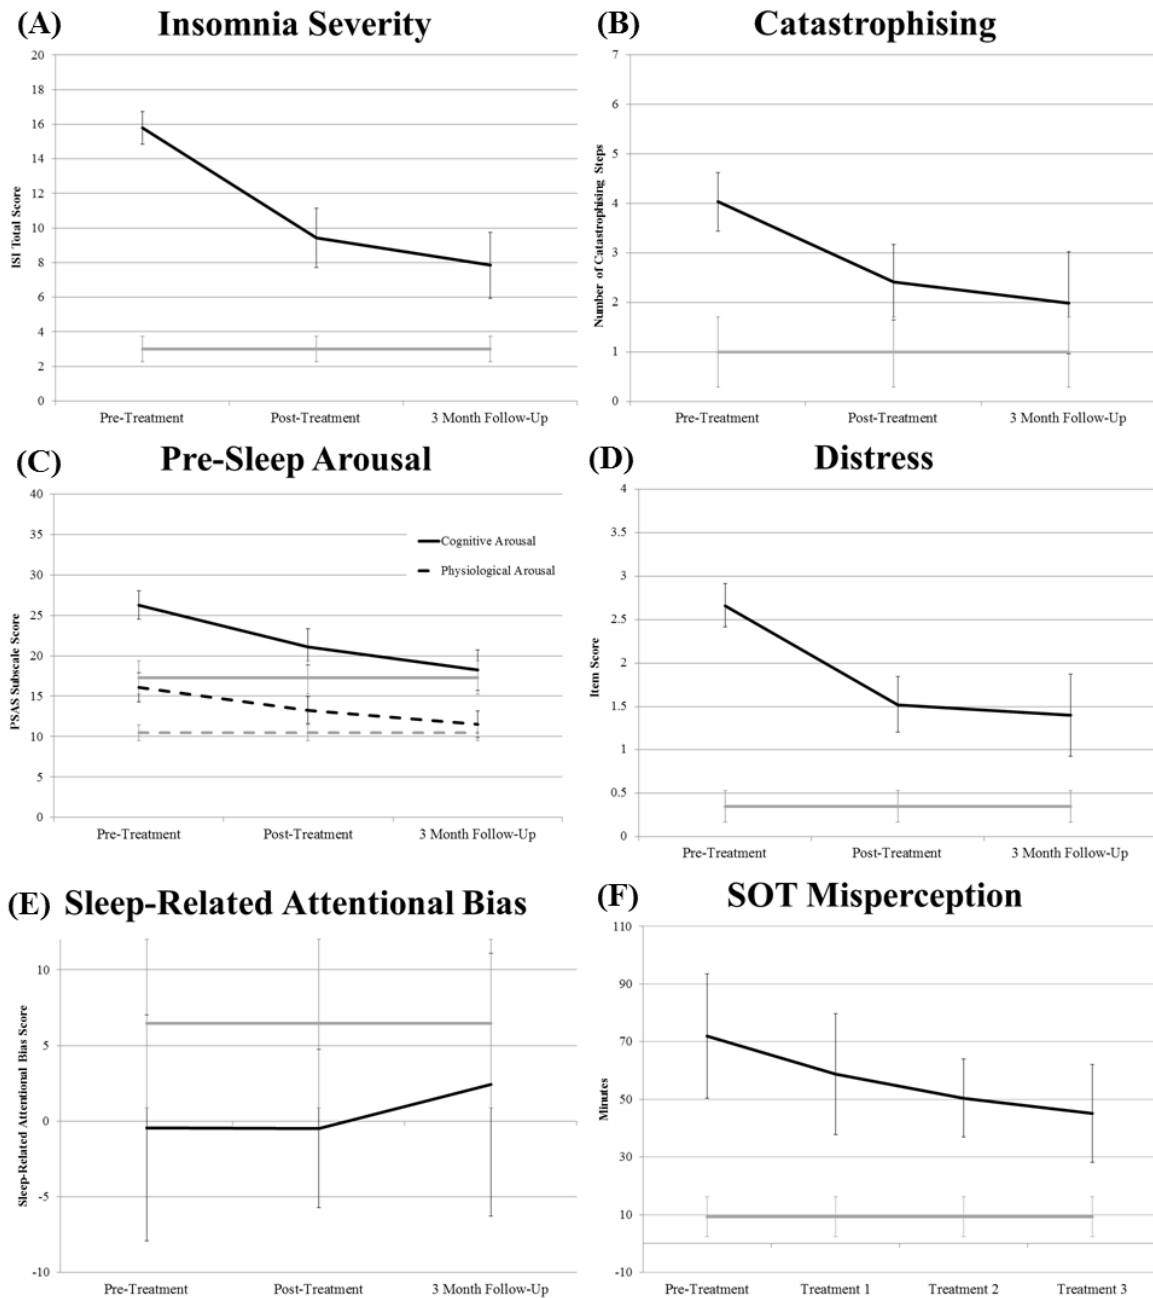 (A) Insomnia Severity
20
18
16
14
12
10
8
6
4
2
0
ISI Total Score
Pre-Treatment Post-Treatment 3 Month Follow-Up
(B) Catastrophising
7
6
5
4
3
2
1
0
Number of Catastrophising Steps
Pre-Treatment Post-Treatment 3 Month Follow-Up
(C) Pre-Sleep Arousal
40
35
30
25
20
15
10
5
0
PSAS Subscale Score
Cognitive Arousal
Physiological Arousal
Pre-Treatment Post-Treatment 3 Month Follow-Up
(D) Distress
4
3.5
3
2.5
2
1.5
1
0.5
0
Item Score
Pre-Treatment Post-Treatment 3 Month Follow-Up
(E) Sleep-Related Attentional Bias
10
5
0
-5
-10
Sleep-Related Attentional Bias Score
Pre-Treatment Post-Treatment 3 Month Follow-Up
(F) SOT Misperception
110
90
70
50
30
10
-10
Minutes
Pre-Treatment Treatment 1 Treatment 2 Treatment 3